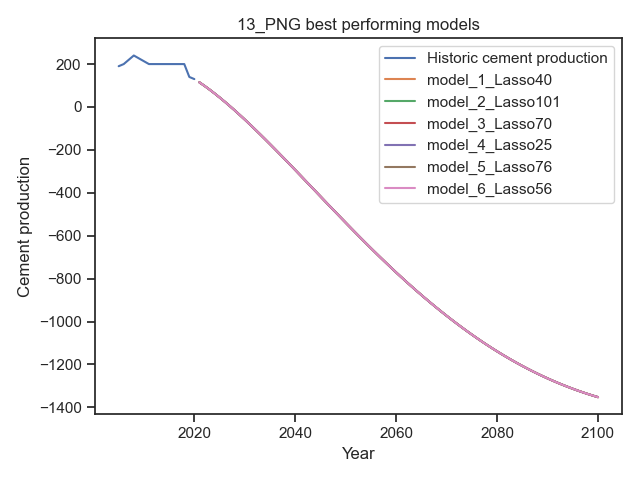 13_PNG best performing models
Historic cement production
model_1_Lasso40
model_2_Lasso101
model_3_Lasso70
model_4_Lasso25
model_5_Lasso76
model_6_Lasso56
Cement production
200
0
−200
−400
−600
−800
−1000
−1200
−1400
2020 2040 2060 2080 2100
Year